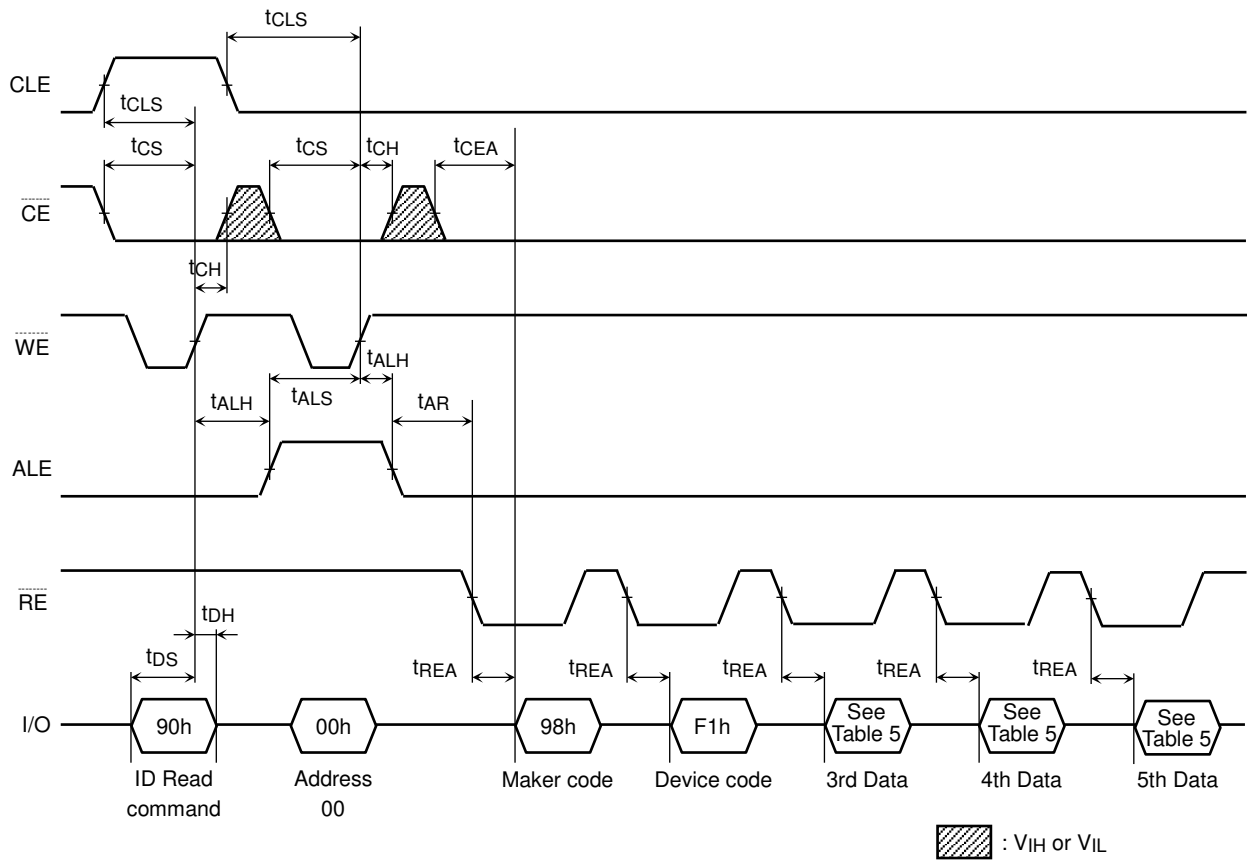 tCLS
CLE
tCLS
tCS
tCS
tCH
tCEA
CE
tCH
WE
tALH
tALH
tALS
tAR
ALE
RE
tDH
tDS
tREA
tREA
tREA
tREA
tREA
I/O
90h
00h
98h
F1h
See
Table 5
See
Table 5
See
Table 5
ID Read
command
Address
00
Maker code
Device code
3rd Data
4th Data
5th Data
: VIH or VIL